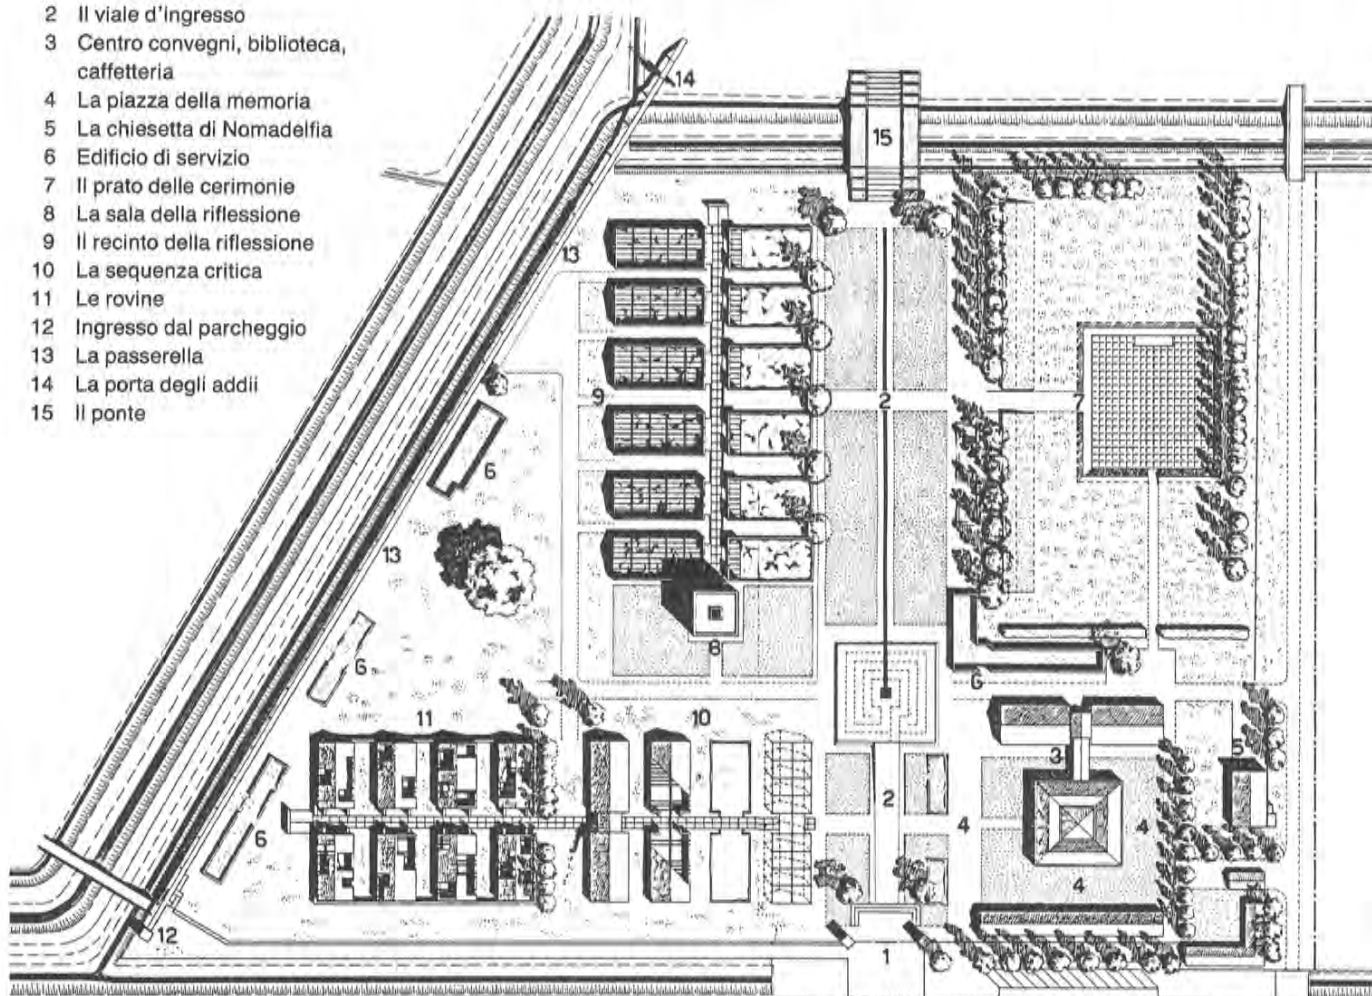 2 Il viale d'ingresso
3 Centro convegni, biblioteca,
caffetteria
4 La piazza della memoria
5 La chiesetta di Nomadelfia
6 Edificio di servizio
7 Il prato delle cerimonie
8 La sala della riflessione
9 Il recinto della riflessione
10 La sequenza critica
11 Le rovine
12 Ingresso dal parcheggio
13 La passerella
14 La porta degli addii
15 Il ponte
14
15
13
9
2
7
6
13
8
6
6
11
10
3
5
2
4
4
6
4
12
1